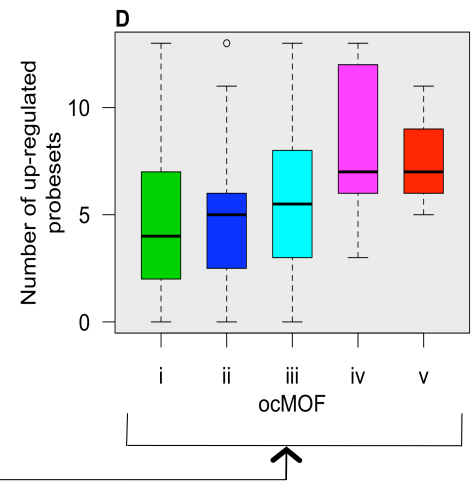 D
Number of up-regulated
probesets
10
5
0
i ii iii iv v
ocMOF